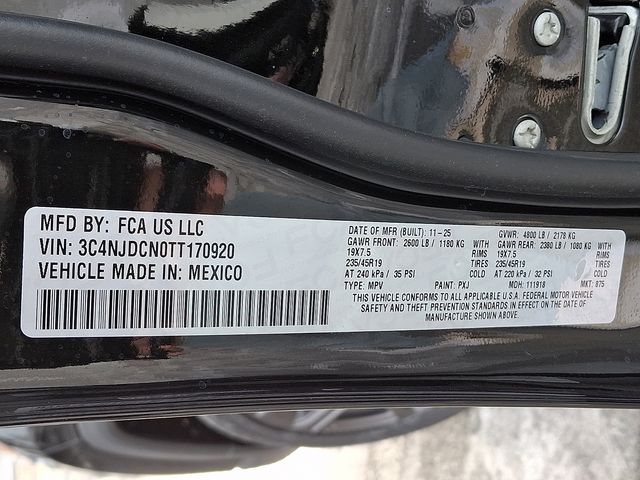 MFD BY: FCA US LLC
VIN: 3C4NJDCN0TT170920
VEHICLE MADE IN: MEXICO
DATE OF MFR (BUILT): 11-25 GVWR: 4800 LB / 2178 KG
GAWR FRONT: 2600 LB / 1180 KG WITH GAWR REAR: 2380 LB / 1080 KG WITH
19X7.5 RIMS 19X7.5 RIMS
235/45R19 TIRES 235/45R19 TIRES
AT 240 kPa / 35 PSI COLD AT 220 kPa / 32 PSI COLD
TYPE: MPV PAINT: PXJ MDH: 111918 MKT: 875
THIS VEHICLE CONFORMS TO ALL APPLICABLE U.S.A. FEDERAL MOTOR VEHICLE
SAFETY AND THEFT PREVENTION STANDARDS IN EFFECT ON THE DATE OF
MANUFACTURE SHOWN ABOVE.